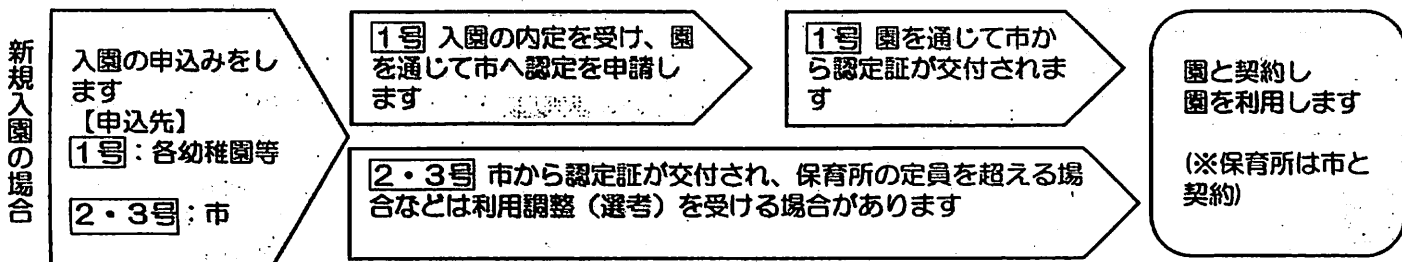 新規入園の場合
入園の申込みをし
ます
【申込先】
1号：各幼稚園等
2・3号：市
1号 入園の内定を受け、園
を通じて市へ認定を申請し
ます
1号 園を通じて市か
ら認定証が交付されま
す
2・3号 市から認定証が交付され、保育所の定員を超える場
合などは利用調整（選考）を受ける場合があります
園と契約し
園を利用します
(※保育所は市と
契約)